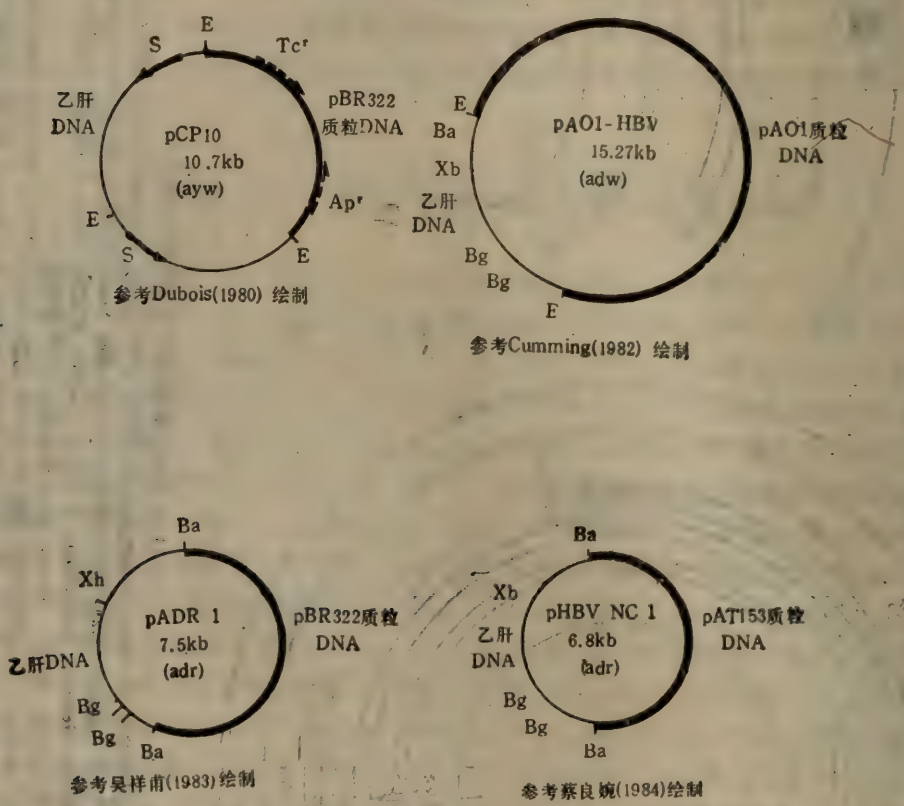 E
S
Tcʳ
乙肝
DNA
pCP10
10.7kb
(ayw)
pBR322
质粒DNA
Apʳ
E
S
E
参考Dubois(1980) 绘制
E
Ba
Xb
乙肝
DNA
Bg
Bg
E
pAO1-HBV
15.27kb
(adw)
pAO1质粒
DNA
参考Cumming(1982) 绘制
Ba
Xh
pADR 1
7.5kb
(adr)
pBR322质粒
DNA
乙肝DNA
Bg
Bg
Ba
参考吴祥甫(1983)绘制
Ba
Xb
乙肝
DNA
pHBV NC 1
6.8kb
(adr)
pAT153质粒
DNA
Bg
Bg
Ba
参考蔡良婉(1984)绘制